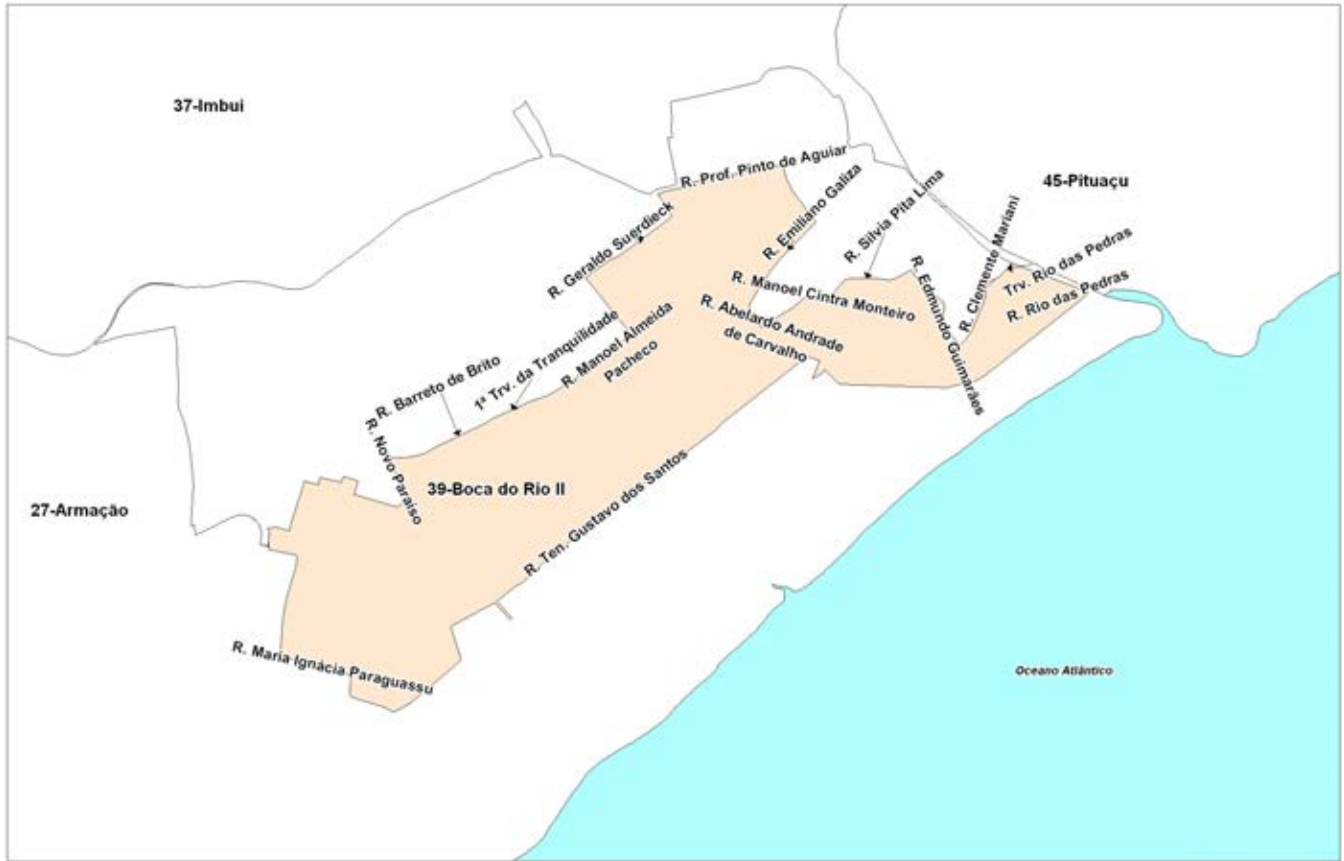 37-Imbui
R. Prof. Pinto de Aguiar
45-Pituaçu
R. Emiliano Galiza
R. Silvia Pita Lima
R. Geraldo Suerdieck
R. Clemente Mariani
Trv. Rio das Pedras
R. Rio das Pedras
R. Edmundo Guimarães
R. Manoel Cintra Monteiro
R. Abelardo Andrade
de Carvalho
R. Manoel Almeida
Pacheco
1ª Trv. da Tranquilidade
R. Barreto de Brito
R. Novo Paraiso
39-Boca do Rio II
27-Armação
R. Ten. Gustavo dos Santos
R. Maria Ignácia Paraguassu
Oceano Atlântico